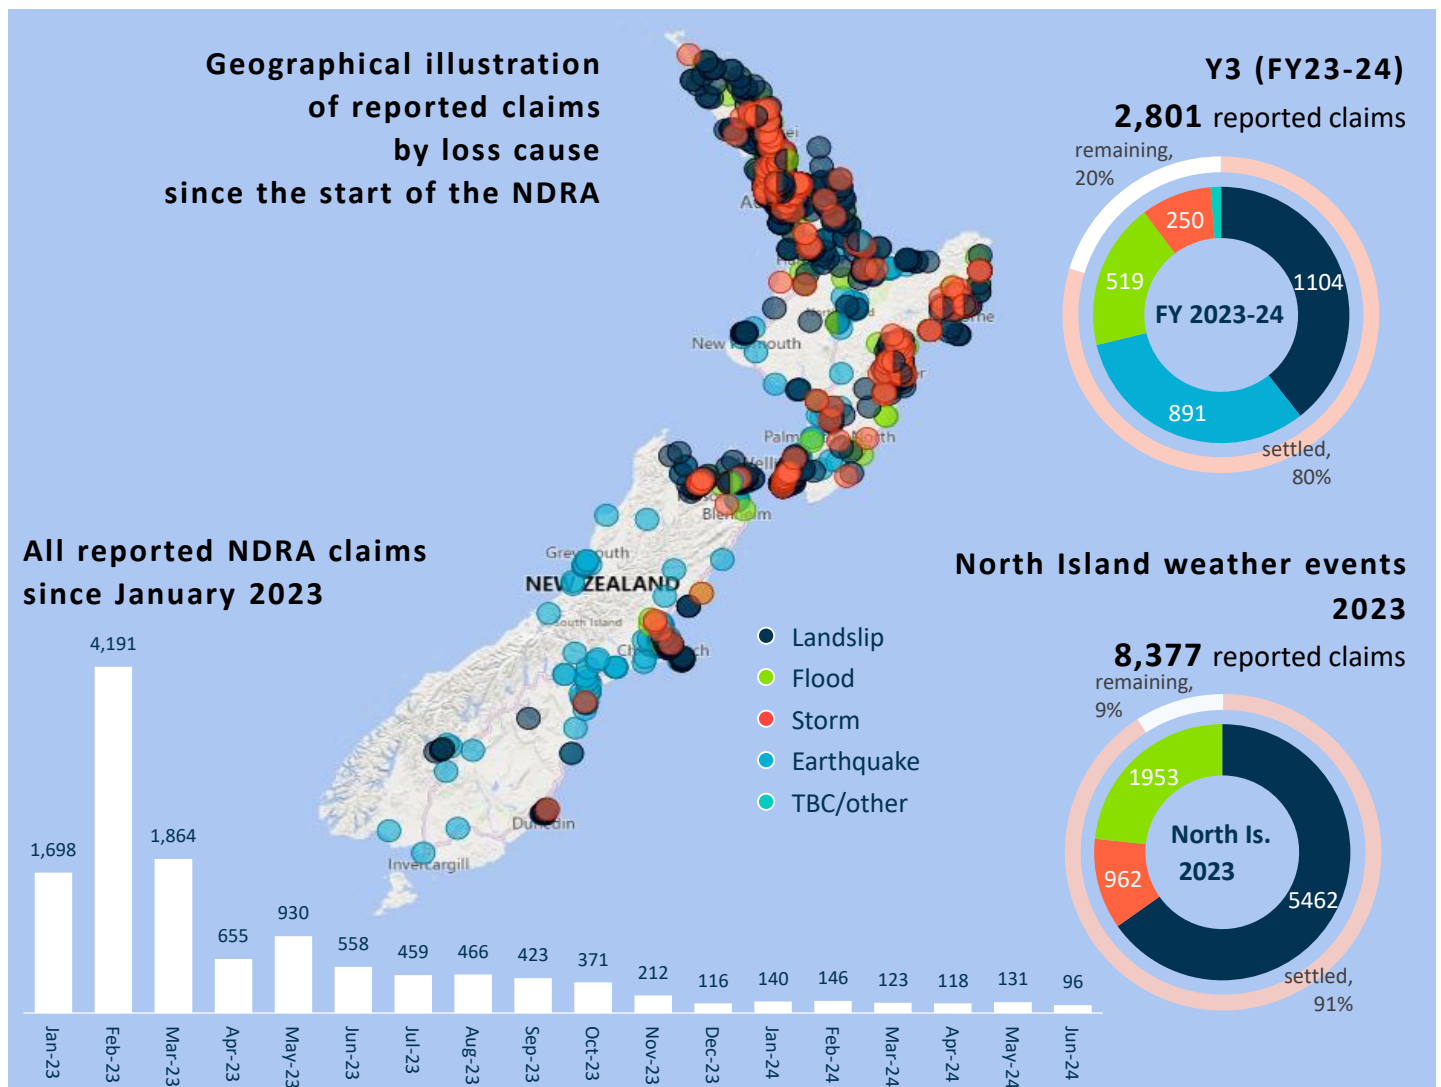 Geographical illustration
of reported claims
by loss cause
since the start of the NDRA
Y3 (FY23-24)
2,801 reported claims
remaining,
20%
250
519
1104
FY 2023-24
891
settled,
80%
New
mouth
North
Blen
Grey
NEW ZEALAND
South Island
Invercargill
Landslip
Flood
Storm
Earthquake
TBC/other
North Island weather events
2023
8,377 reported claims
remaining,
9%
1953
962
North Is.
2023
5462
settled,
91%
All reported NDRA claims
since January 2023
1,698
4,191
1,864
655
930
558
459
466
423
371
212
116
140
146
123
118
131
96
Jan-23
Feb-23
Mar-23
Apr-23
May-23
Jun-23
Jul-23
Aug-23
Sep-23
Oct-23
Nov-23
Dec-23
Jan-24
Feb-24
Mar-24
Apr-24
May-24
Jun-24